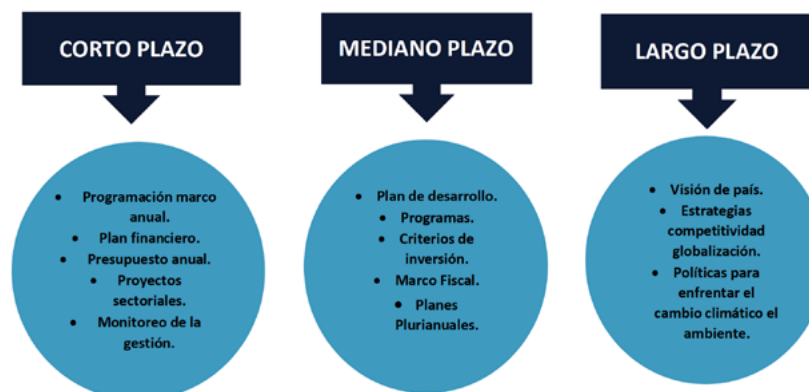 CORTO PLAZO
• Programación marco
anual.
• Plan financiero.
• Presupuesto anual.
• Proyectos
sectoriales.
• Monitoreo de la
gestión.
MEDIANO PLAZO
• Plan de desarrollo.
• Programas.
• Criterios de
inversión.
• Marco Fiscal.
• Planes
Plurianuales.
LARGO PLAZO
• Visión de país.
• Estrategias
competitividad
globalización.
• Políticas para
enfrentar el
cambio climático el
ambiente.